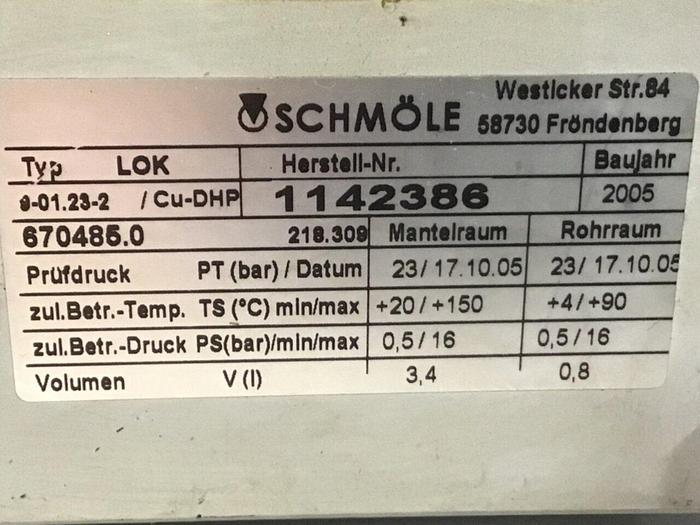 SCHMÖLE Westicker Str.84
58730 Fröndenberg
Typ LOK Herstell-Nr. Baujahr
9-01.23-2 / Cu-DHP 1142386 2005
670485.0 218.309 Mantelraum Rohrraum
Prüfdruck PT (bar) / Datum 23/ 17.10.05 23/ 17.10.05
zul.Betr.-Temp. TS (°C) min/max +20/+150 +4/+90
zul.Betr.-Druck PS(bar)/min/max 0,5/ 16 0,5/ 16
Volumen V (l) 3,4 0,8